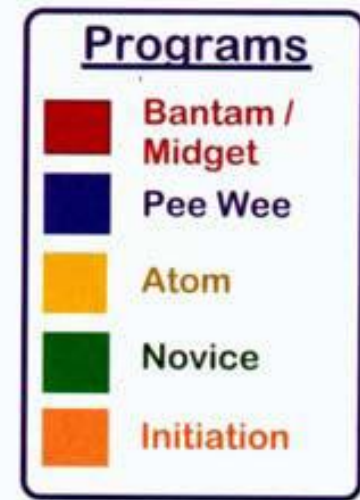 Programs
Bantam /
Midget
Pee Wee
Atom
Novice
Initiation